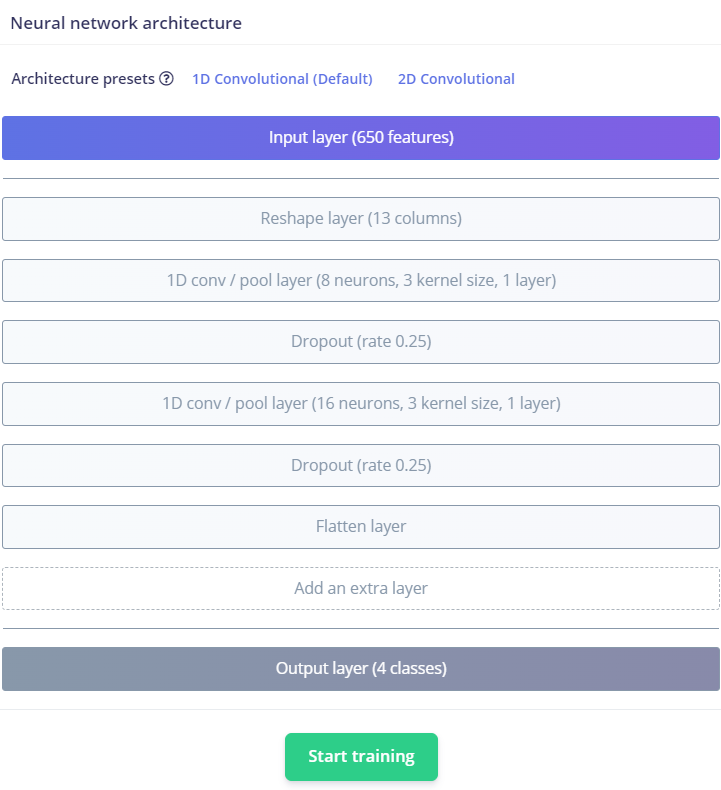 Neural network architecture
Architecture presets ? 1D Convolutional (Default) 2D Convolutional
Input layer (650 features)
Reshape layer (13 columns)
1D conv / pool layer (8 neurons, 3 kernel size, 1 layer)
Dropout (rate 0.25)
1D conv / pool layer (16 neurons, 3 kernel size, 1 layer)
Dropout (rate 0.25)
Flatten layer
Add an extra layer
Output layer (4 classes)
Start training